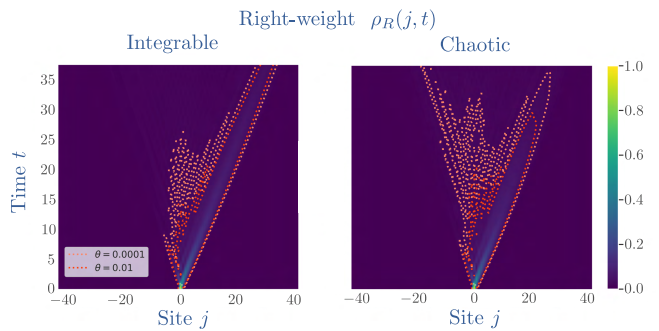 Right-weight ρ_R(j, t)
Integrable
Chaotic
Time t
35
30
25
20
15
10
5
0
θ = 0.0001
θ = 0.01
−40 −20 0 20 40
Site j
−40 −20 0 20 40
Site j
1.0
0.8
0.6
0.4
0.2
0.0